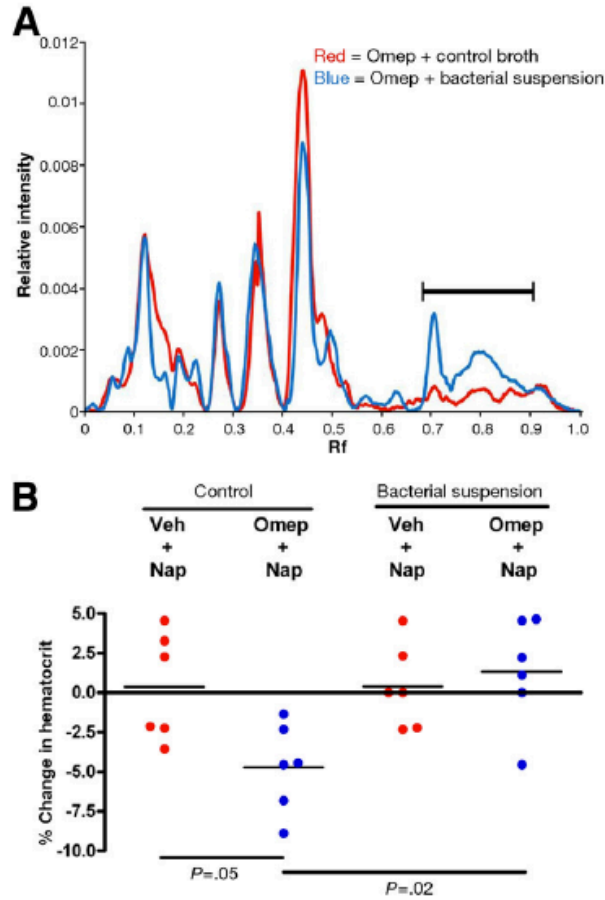 A
0.012
0.01
0.008
0.006
0.004
0.002
0
Relative intensity
Red = Omep + control broth
Blue = Omep + bacterial suspension
0 0.1 0.2 0.3 0.4 0.5 0.6 0.7 0.8 0.9 1.0
Rf
B
Control Bacterial suspension
Veh Omep Veh Omep
+ + + +
Nap Nap Nap Nap
5.0
2.5
0.0
-2.5
-5.0
-7.5
-10.0
% Change in hematocrit
P=.05
P=.02